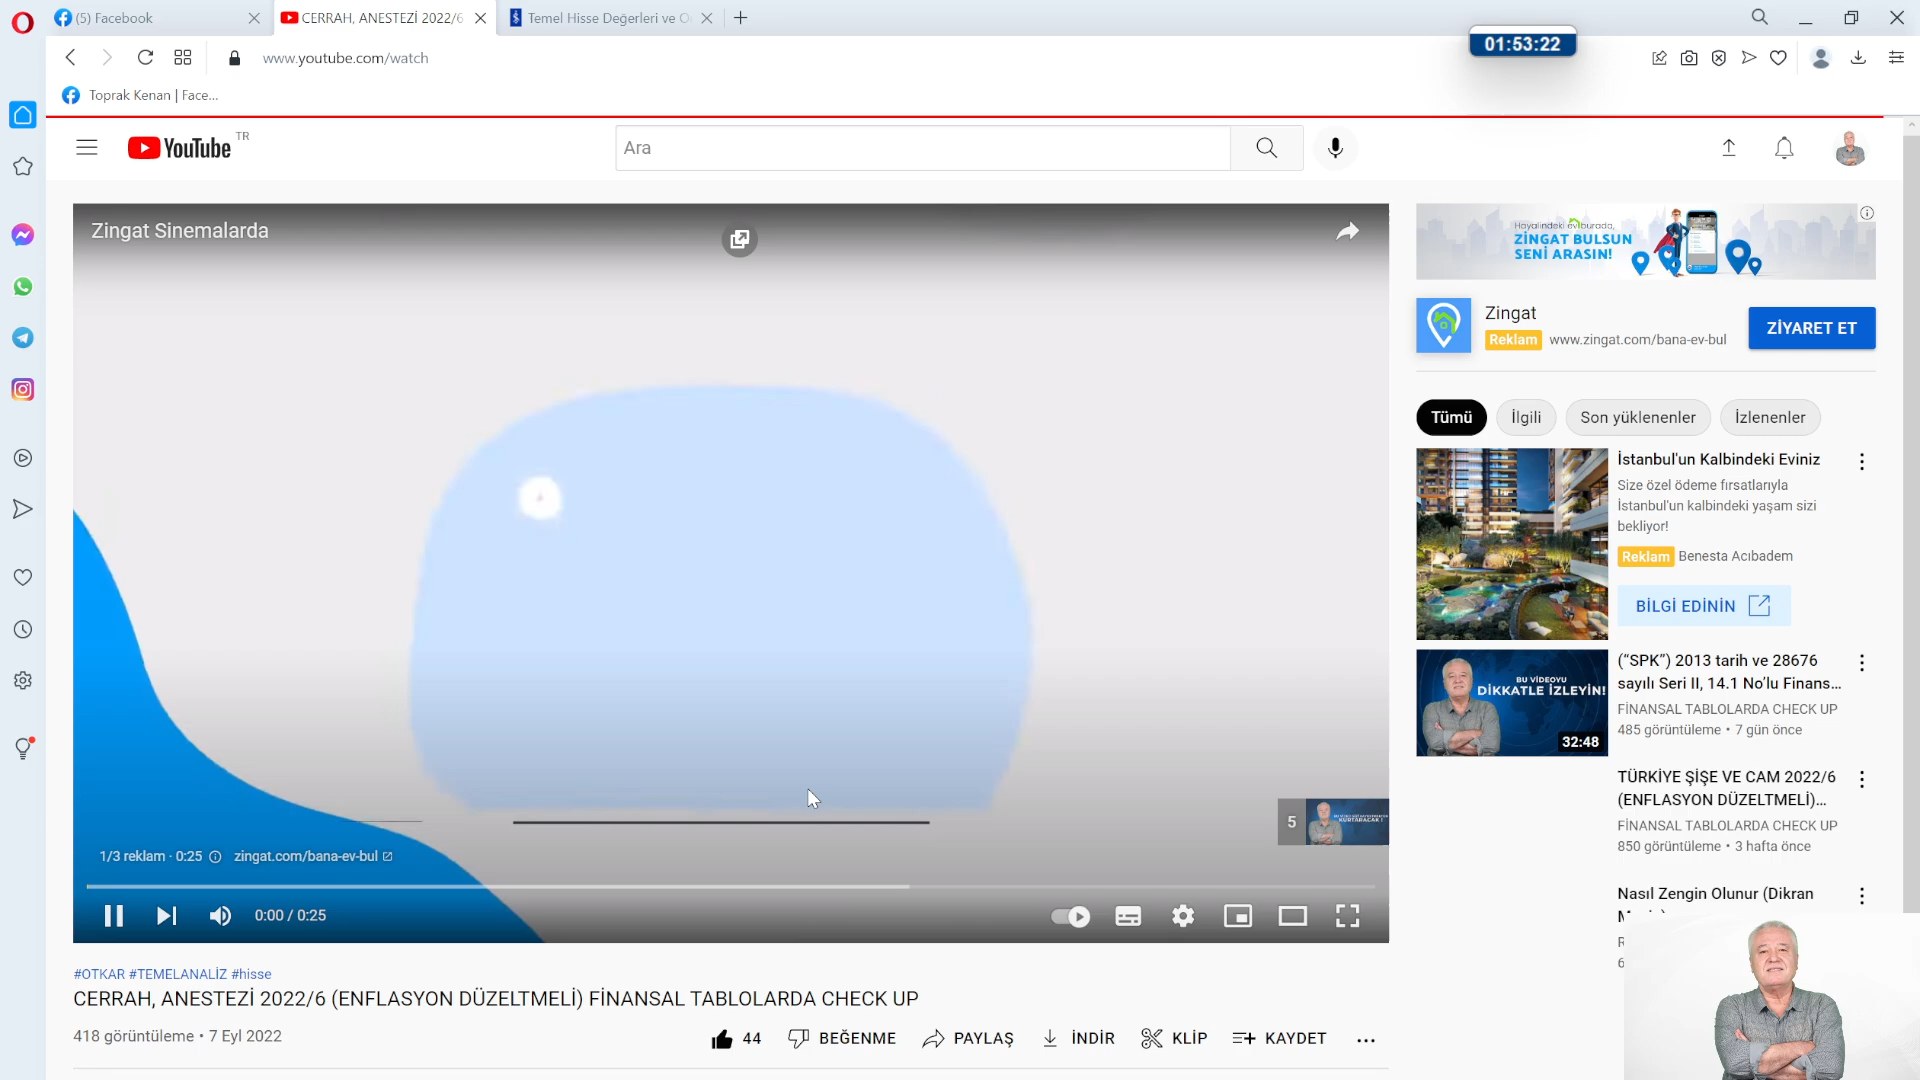 (5) Facebook
CERRAH, ANESTEZİ 2022/6
Temel Hisse Değerleri ve O
01:53:22
www.youtube.com/watch
Toprak Kenan | Face...
YouTube TR
Ara
Zingat Sinemalarda
Hayalindeki ev burada,
ZİNGAT BULSUN
SENİ ARASIN!
Zingat
Reklam www.zingat.com/bana-ev-bul
ZİYARET ET
Tümü
İlgili
Son yüklenenler
İzlenenler
İstanbul'un Kalbindeki Eviniz
Size özel ödeme fırsatlarıyla
İstanbul'un kalbindeki yaşam sizi
bekliyor!
Reklam Benesta Acıbadem
BİLGİ EDİNİN
BU VİDEOYU
DİKKATLE İZLEYİN!
32:48
("SPK") 2013 tarih ve 28676
sayılı Seri II, 14.1 No'lu Finans...
FİNANSAL TABLOLARDA CHECK UP
485 görüntüleme • 7 gün önce
TÜRKİYE ŞİŞE VE CAM 2022/6
(ENFLASYON DÜZELTMELİ)...
FİNANSAL TABLOLARDA CHECK UP
850 görüntüleme • 3 hafta önce
Nasıl Zengin Olunur (Dikran
5
1/3 reklam · 0:25 zingat.com/bana-ev-bul
0:00 / 0:25
#OTKAR #TEMELANALİZ #hisse
CERRAH, ANESTEZİ 2022/6 (ENFLASYON DÜZELTMELİ) FİNANSAL TABLOLARDA CHECK UP
418 görüntüleme • 7 Eyl 2022
44
BEĞENME
PAYLAŞ
İNDİR
KLİP
KAYDET